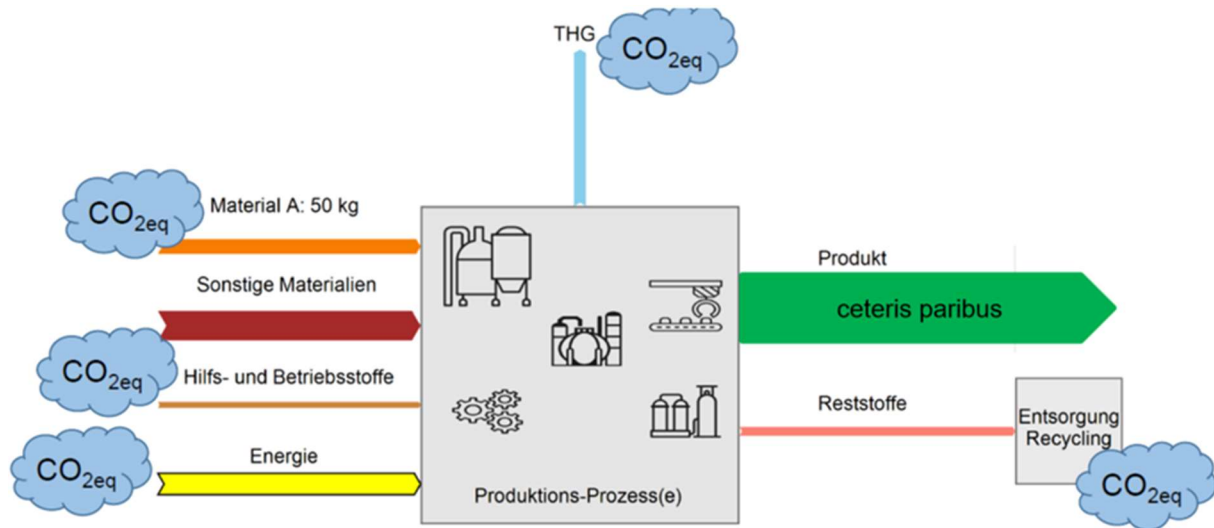 THG
CO2eq
CO2eq
Material A: 50 kg
Sonstige Materialien
Produkt
ceteris paribus
CO2eq
Hilfs- und Betriebsstoffe
Reststoffe
Entsorgung
Recycling
CO2eq
Energie
Produktions-Prozess(e)
CO2eq